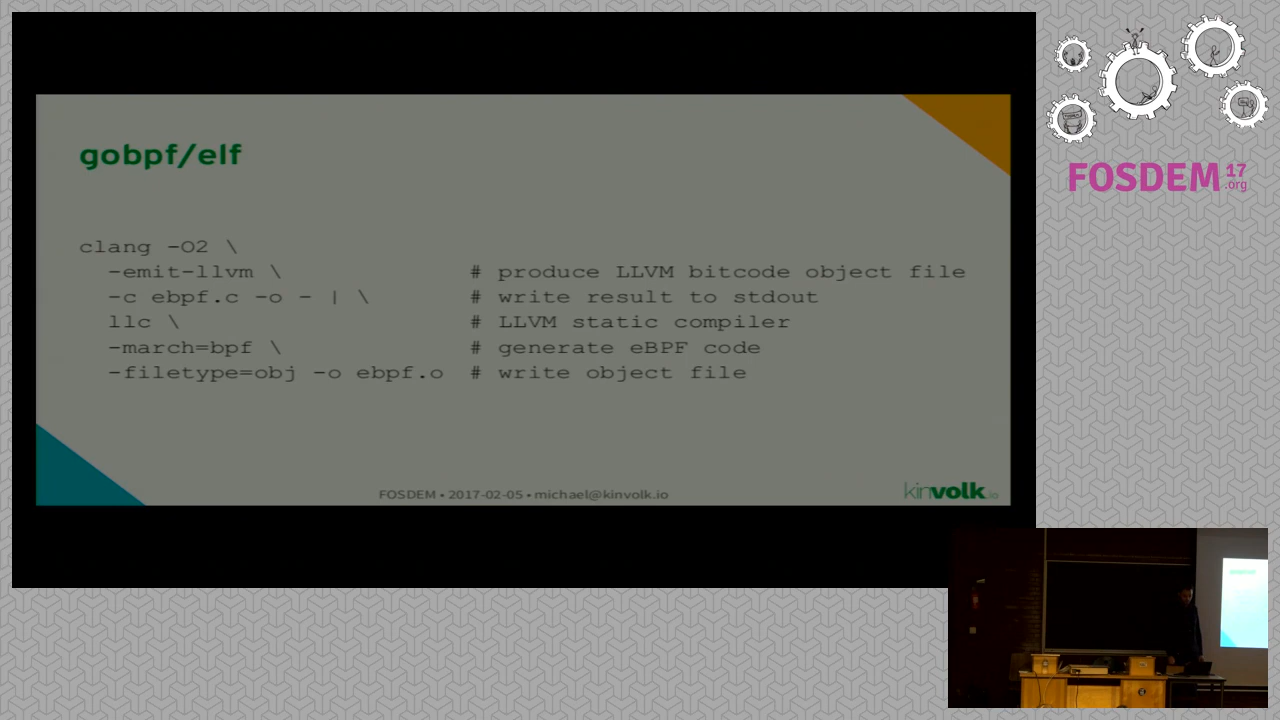 gobpf/elf
clang -O2 \
-emit-llvm \ # produce LLVM bitcode object file
-c ebpf.c -o - | \ # write result to stdout
llc \ # LLVM static compiler
-march=bpf \ # generate eBPF code
-filetype=obj -o ebpf.o # write object file
FOSDEM • 2017-02-05 • michael@kinvolk.io
kinvolk.io
FOSDEM 17 .org